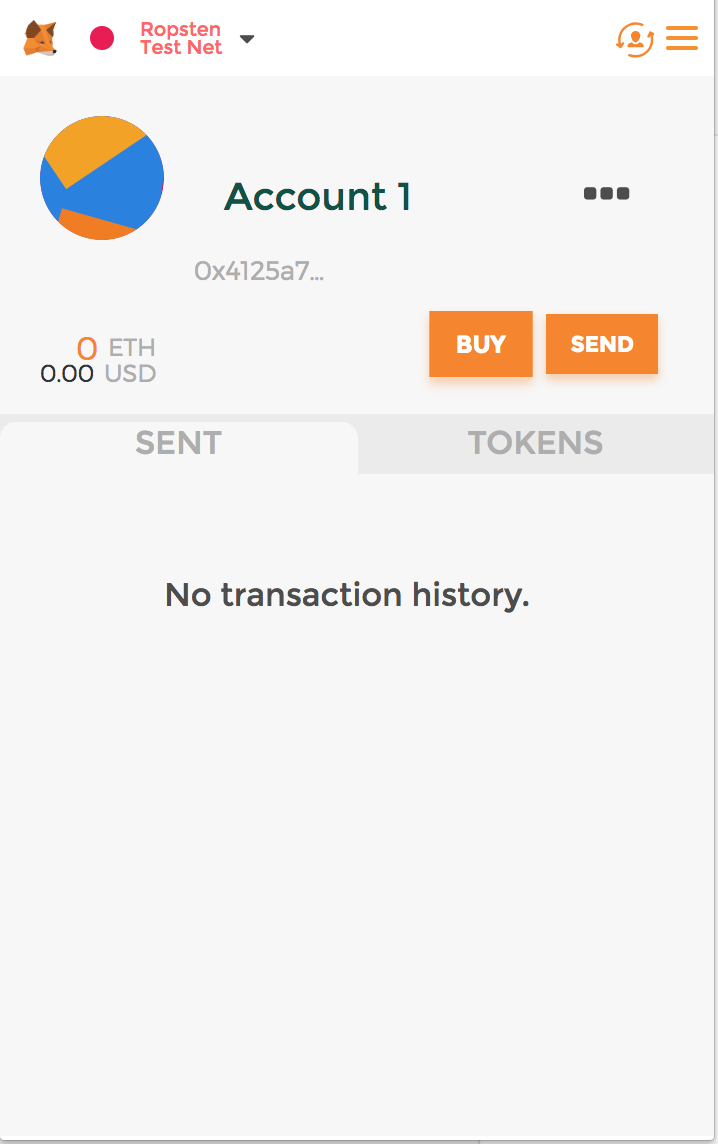 Ropsten
Test Net
Account 1
0x4125a7...
0 ETH
0.00 USD
BUY
SEND
SENT
TOKENS
No transaction history.